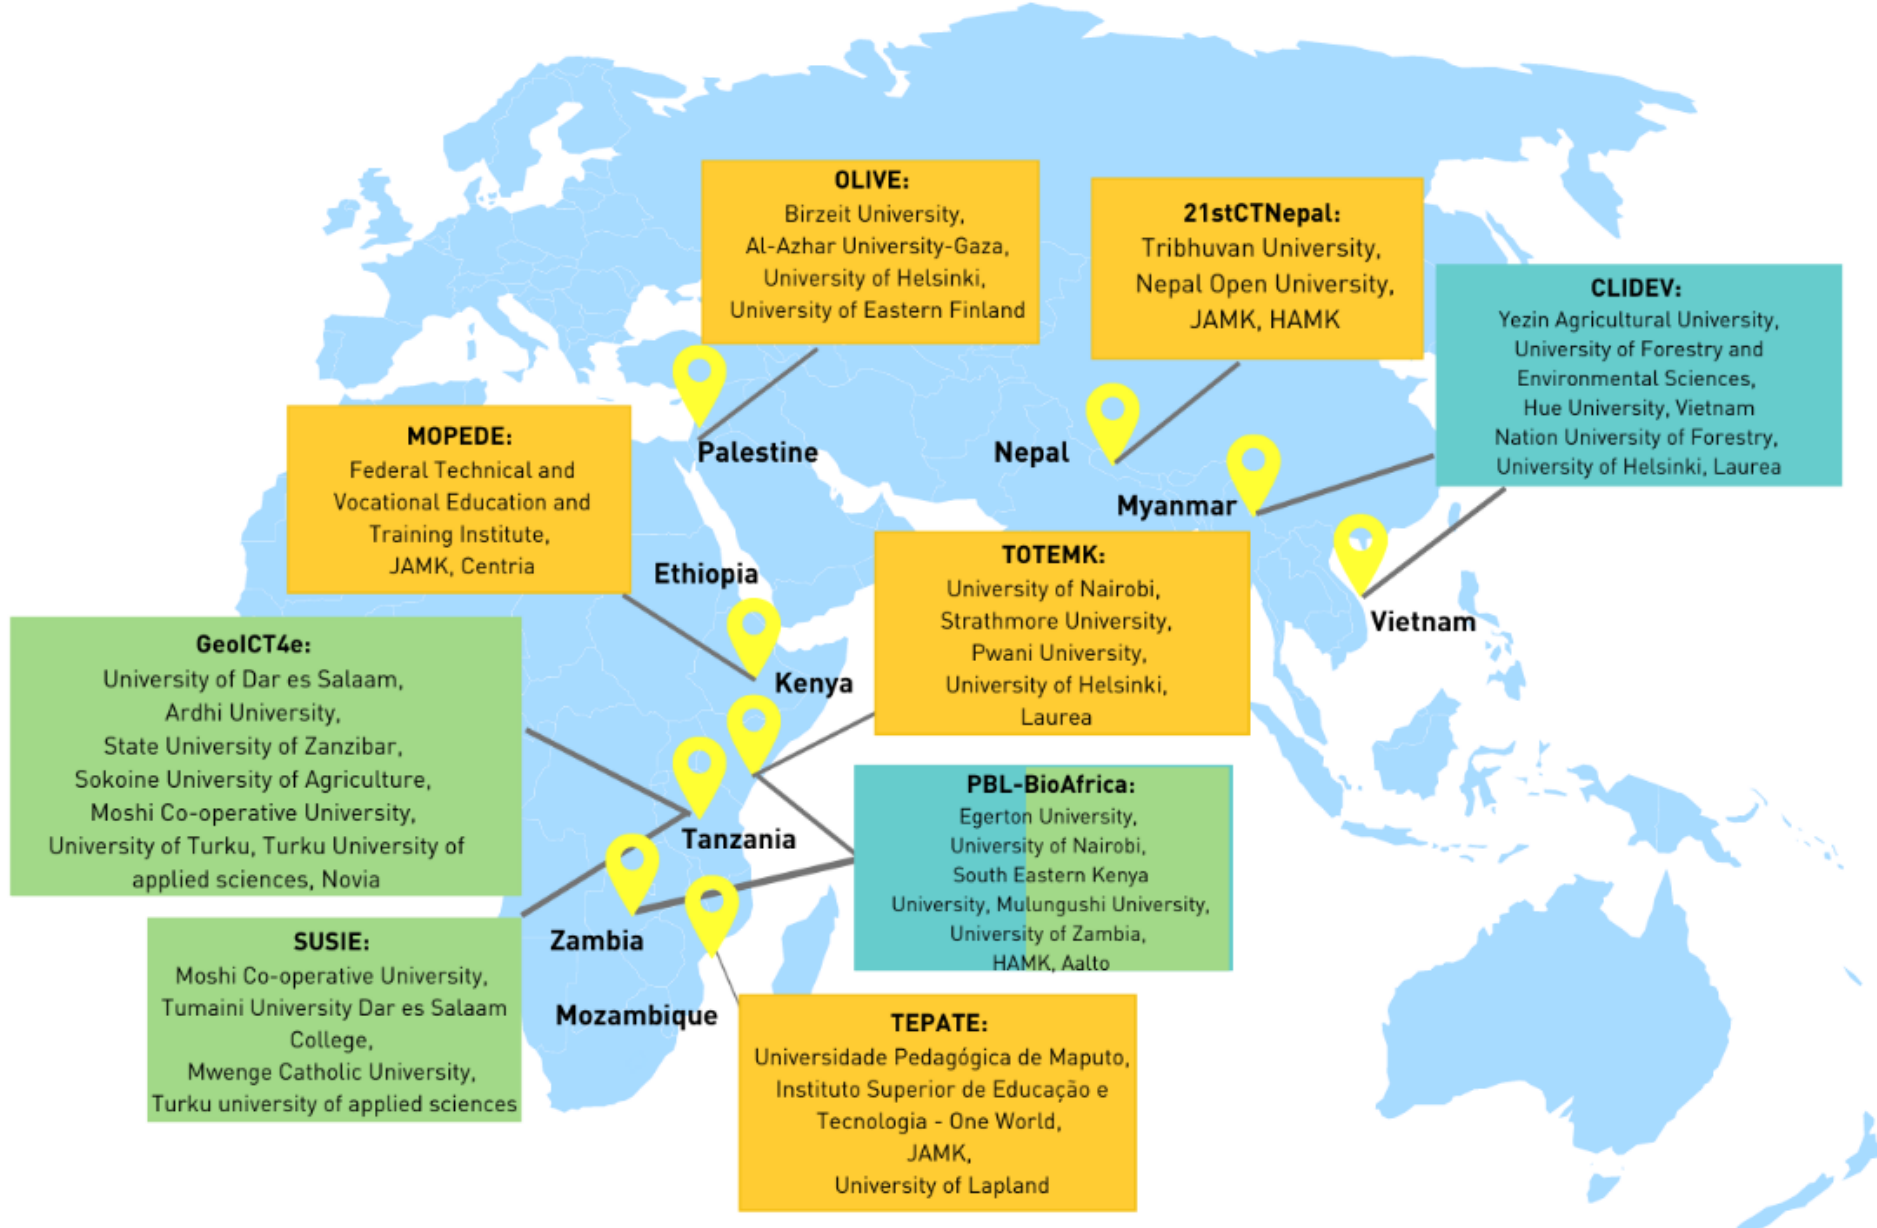 OLIVE:
Birzeit University,
Al-Azhar University-Gaza,
University of Helsinki,
University of Eastern Finland
21stCTNepal:
Tribhuvan University,
Nepal Open University,
JAMK, HAMK
CLIDEV:
Yezin Agricultural University,
University of Forestry and
Environmental Sciences,
Hue University, Vietnam
Nation University of Forestry,
University of Helsinki, Laurea
MOPEDE:
Federal Technical and
Vocational Education and
Training Institute,
JAMK, Centria
Palestine
Nepal
Myanmar
Vietnam
Ethiopia
Kenya
TOTEMK:
University of Nairobi,
Strathmore University,
Pwani University,
University of Helsinki,
Laurea
GeoICT4e:
University of Dar es Salaam,
Ardhi University,
State University of Zanzibar,
Sokoine University of Agriculture,
Moshi Co-operative University,
University of Turku, Turku University of
applied sciences, Novia
Tanzania
PBL-BioAfrica:
Egerton University,
University of Nairobi,
South Eastern Kenya
University, Mulungushi University,
University of Zambia,
HAMK, Aalto
Zambia
Mozambique
SUSIE:
Moshi Co-operative University,
Tumaini University Dar es Salaam
College,
Mwenge Catholic University,
Turku university of applied sciences
TEPATE:
Universidade Pedagógica de Maputo,
Instituto Superior de Educação e
Tecnologia - One World,
JAMK,
University of Lapland